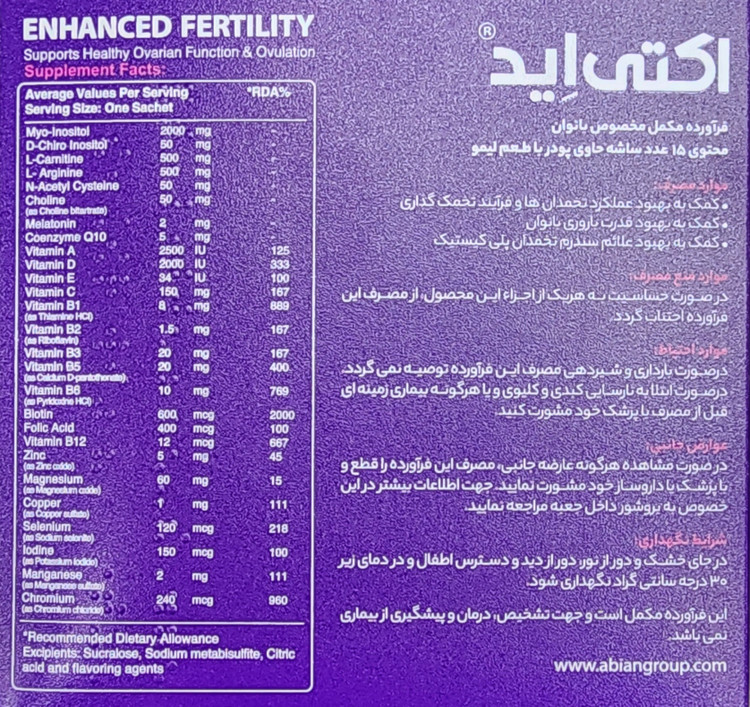 ENHANCED FERTILITY
Supports Healthy Ovarian Function & Ovulation
Supplement Facts:
Average Values Per Serving *RDA%
Serving Size: One Sachet
Myo-Inositol 2000 mg -
D-Chiro Inositol 50 mg -
L-Carnitine 500 mg -
L- Arginine 500 mg -
N-Acetyl Cysteine 50 mg -
Choline 50 mg -
(as Choline bitartrate)
Melatonin 2 mg -
Coenzyme Q10 5 mg -
Vitamin A 2500 IU 125
Vitamin D 2000 IU 333
Vitamin E 34 IU 100
Vitamin C 150 mg 167
Vitamin B1 8 mg 689
(as Thiamine HCl)
Vitamin B2 1.5 mg 167
(as Riboflavin)
Vitamin B3 20 mg 167
Vitamin B5 20 mg 400
(as Calcium D-pantothenate)
Vitamin B6 10 mg 769
(as Pyridoxine HCl)
Biotin 600 mcg 2000
Folic Acid 400 mcg 100
Vitamin B12 12 mcg 667
Zinc 5 mg 45
(as Zinc oxide)
Magnesium 60 mg 15
(as Magnesium oxide)
Copper 1 mg 111
(as Copper sulfate)
Selenium 120 mcg 218
(as Sodium selenite)
Iodine 150 mcg 100
(as Potassium iodide)
Manganese 2 mg 111
(as Manganese sulfate)
Chromium 240 mcg 960
(as Chromium chloride)
*Recommended Dietary Allowance
Excipients: Sucralose, Sodium metabisulfite, Citric
acid and flavoring agents
اکتی‌اِید®
فرآورده مکمل مخصوص بانوان
محتوی ۱۵ عدد ساشه حاوی پودر با طعم لیمو
موارد مصرف:
• کمک به بهبود عملکرد تخمدان ها و فرآیند تخمک گذاری
• کمک به بهبود قدرت باروری بانوان
• کمک به بهبود علائم سندرم تخمدان پلی کیستیک
موارد منع مصرف:
در صورت حساسیت به هریک از اجزاء این محصول، از مصرف این
فرآورده اجتناب گردد.
موارد احتیاط:
درصورت بارداری و شیردهی مصرف این فرآورده توصیه نمی گردد.
درصورت ابتلا به نارسایی کبدی و کلیوی و یا هرگونه بیماری زمینه ای
قبل از مصرف با پزشک خود مشورت کنید.
عوارض جانبی:
در صورت مشاهده هرگونه عارضه جانبی، مصرف این فرآورده را قطع و
با پزشک یا داروساز خود مشورت نمایید. جهت اطلاعات بیشتر در این
خصوص به بروشور داخل جعبه مراجعه نمایید.
شرایط نگهداری:
در جای خشک و دور از نور، دور از دید و دسترس اطفال و در دمای زیر
۳۰ درجه سانتی گراد نگهداری شود.
این فرآورده مکمل است و جهت تشخیص، درمان و پیشگیری از بیماری
نمی باشد.
www.abiangroup.com